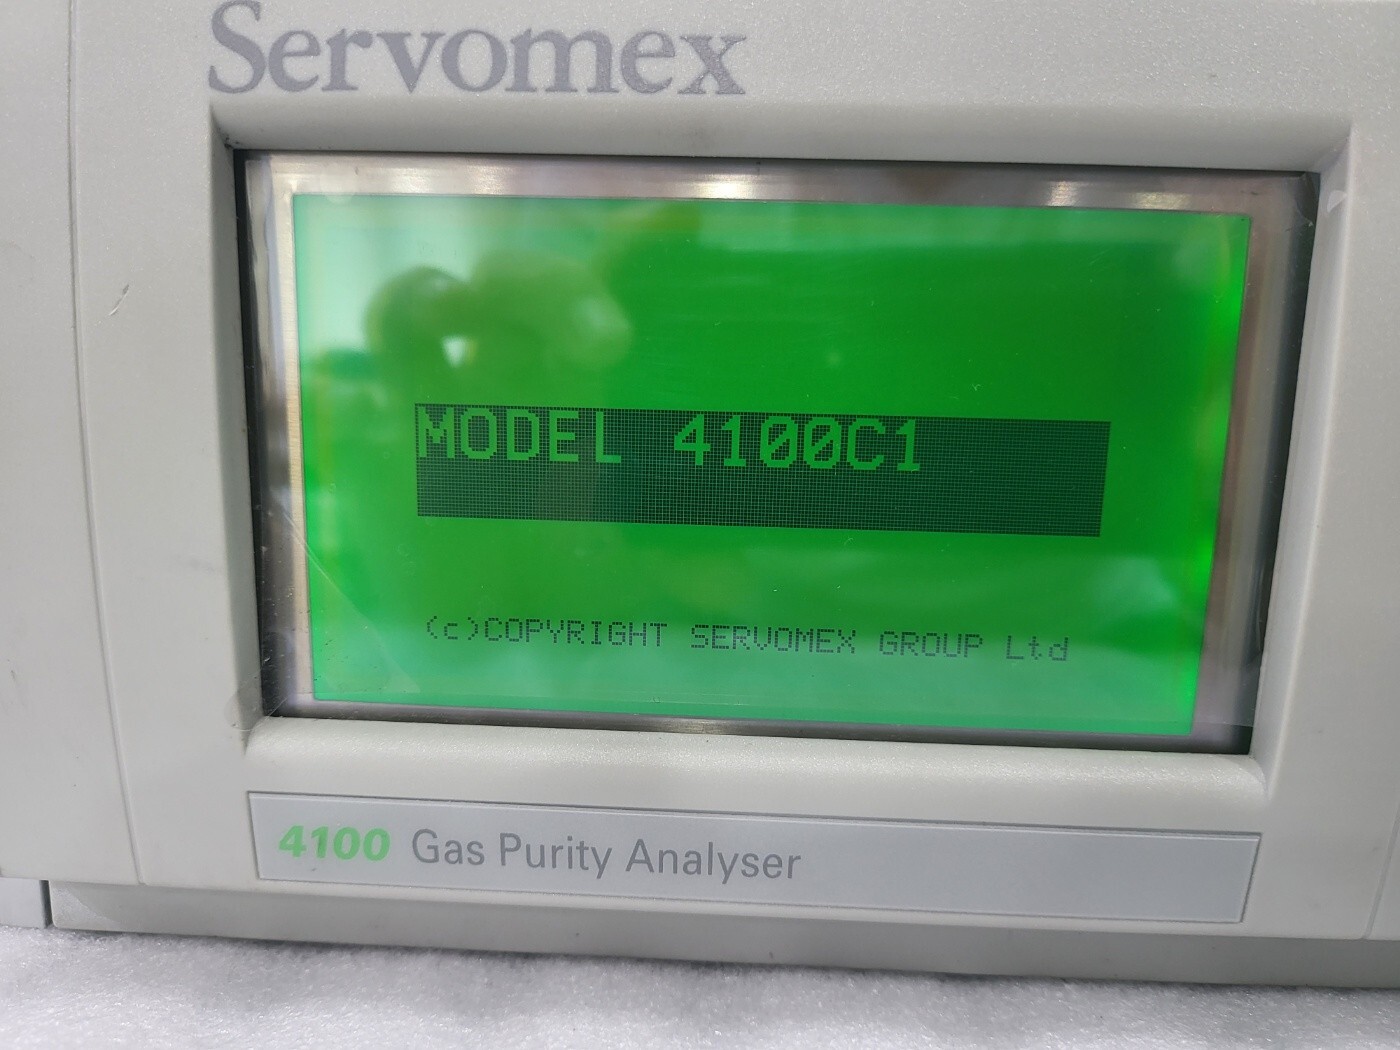 Servomex
MODEL 4100C1
(c)COPYRIGHT SERVOMEX GROUP Ltd
4100 Gas Purity Analyser